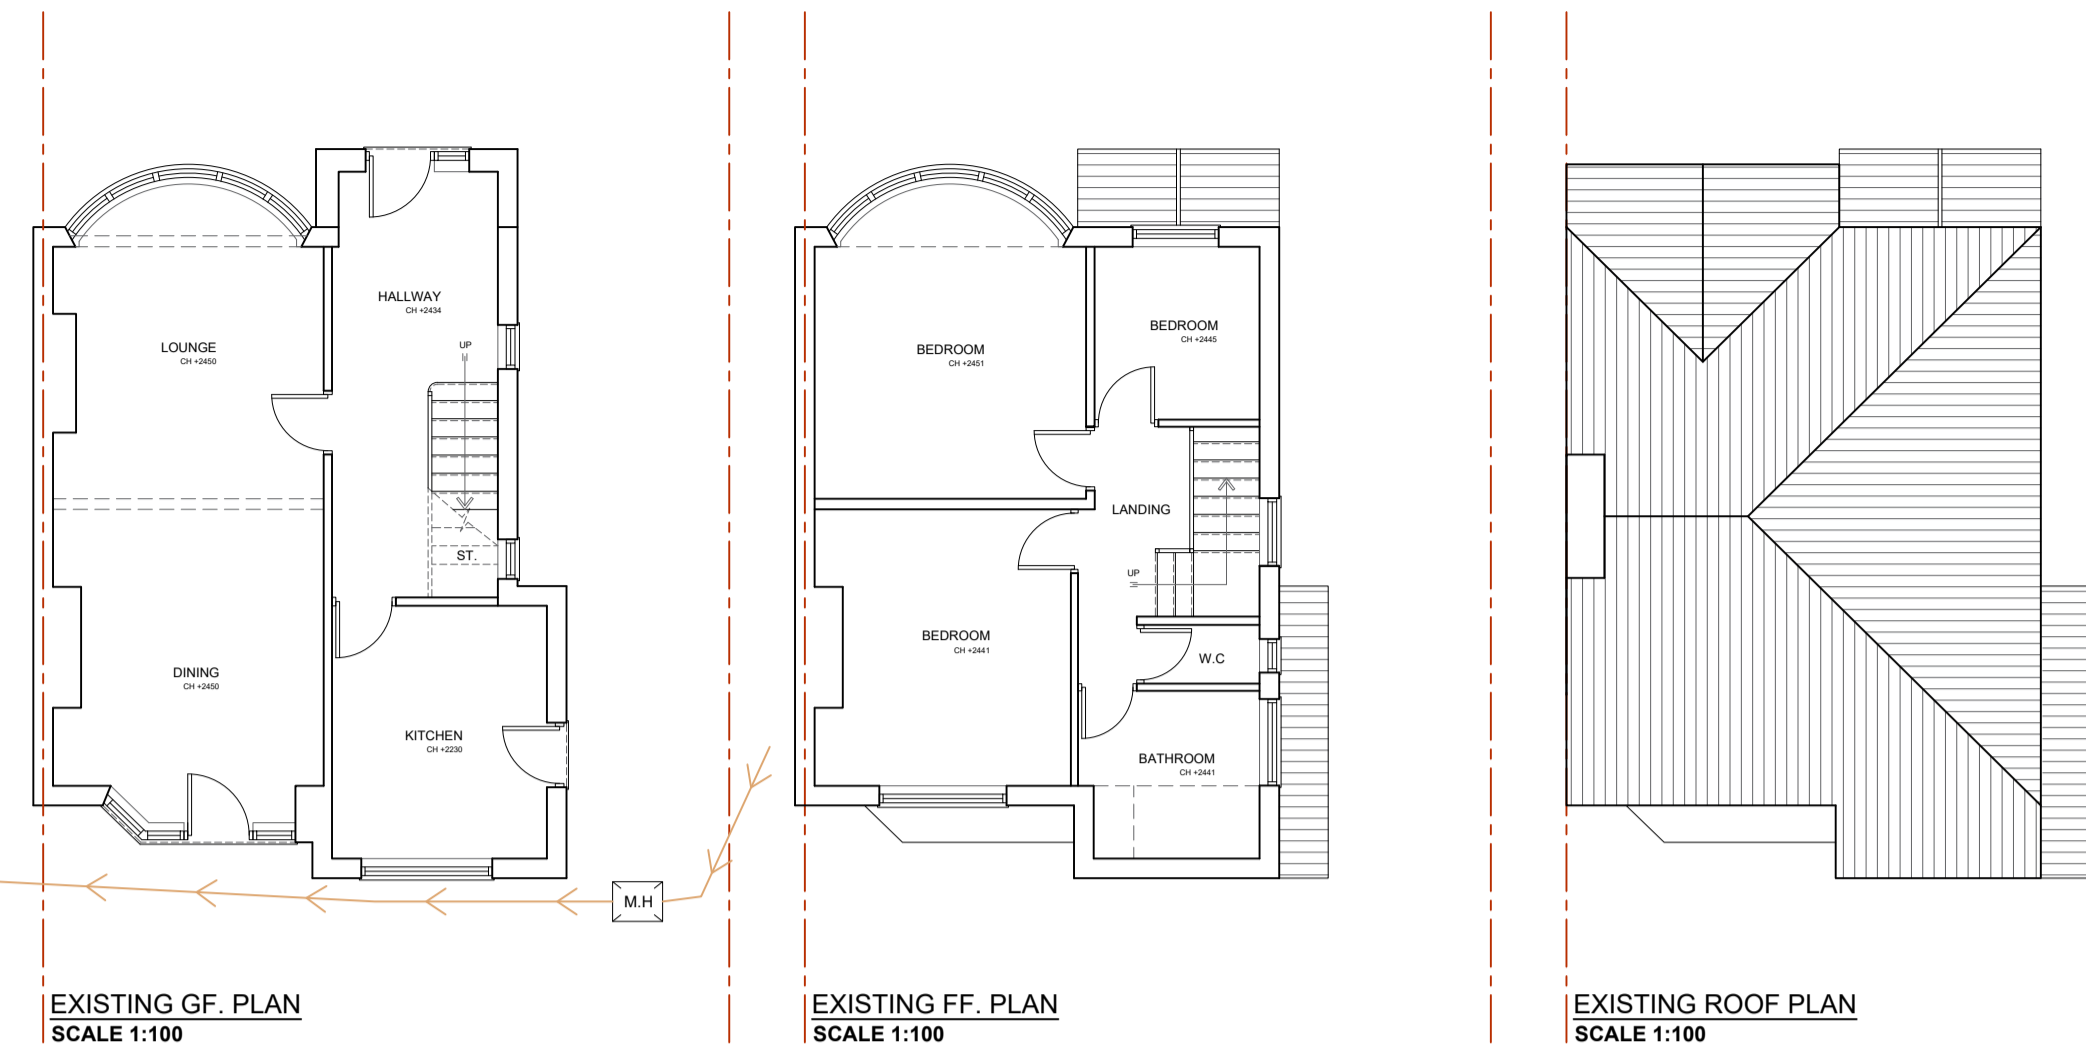 HALLWAY
CH +2434
UP
LOUNGE
CH +2450
ST.
DINING
CH +2450
KITCHEN
CH +2230
M.H
EXISTING GF. PLAN
SCALE 1:100
BEDROOM
CH +2445
BEDROOM
CH +2451
LANDING
UP
BEDROOM
CH +2441
W.C
BATHROOM
CH +2441
EXISTING FF. PLAN
SCALE 1:100
EXISTING ROOF PLAN
SCALE 1:100